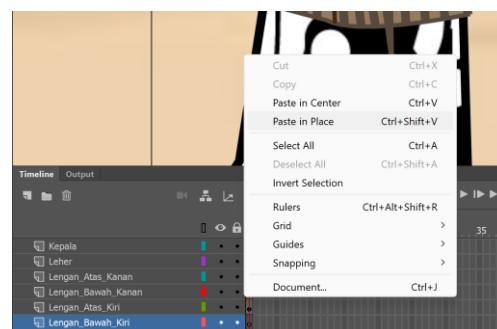 Cut Ctrl+X
Copy Ctrl+C
Paste in Center Ctrl+V
Paste in Place Ctrl+Shift+V
Select All Ctrl+A
Deselect All Ctrl+Shift+A
Invert Selection
Rulers Ctrl+Alt+Shift+R
Grid
Guides
Snapping
Document... Ctrl+J
Timeline Output
35
Kepala
Leher
Lengan_Atas_Kanan
Lengan_Bawah_Kanan
Lengan_Atas_Kiri
Lengan_Bawah_Kiri